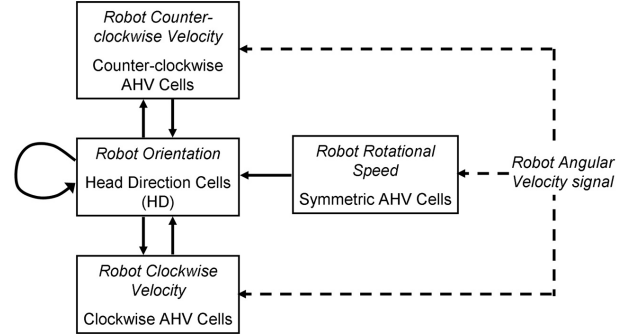 Robot Counter-
clockwise Velocity
Counter-clockwise
AHV Cells
Robot Orientation
Head Direction Cells
(HD)
Robot Rotational
Speed
Symmetric AHV Cells
Robot Angular
Velocity signal
Robot Clockwise
Velocity
Clockwise AHV Cells